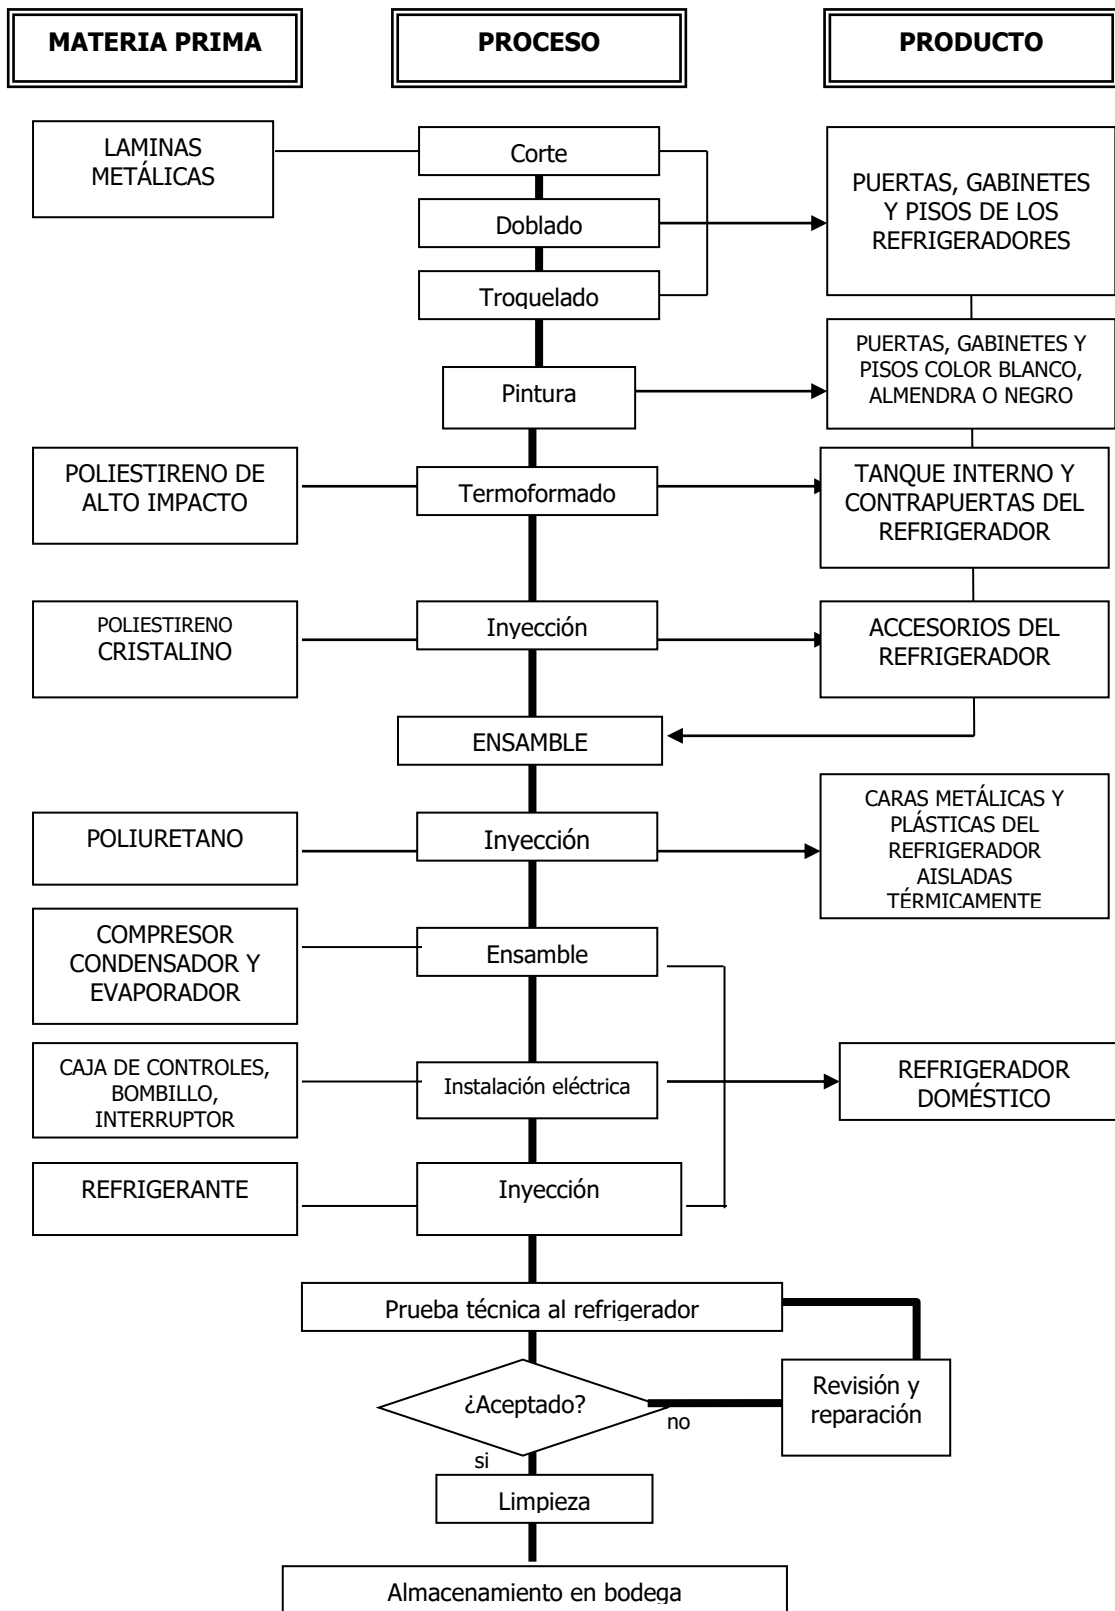 MATERIA PRIMA
PROCESO
PRODUCTO
LAMINAS
METÁLICAS
Corte
Doblado
Troquelado
PUERTAS, GABINETES
Y PISOS DE LOS
REFRIGERADORES
Pintura
PUERTAS, GABINETES Y
PISOS COLOR BLANCO,
ALMENDRA O NEGRO
POLIESTIRENO DE
ALTO IMPACTO
Termoformado
TANQUE INTERNO Y
CONTRAPUERTAS DEL
REFRIGERADOR
POLIESTIRENO
CRISTALINO
Inyección
ACCESORIOS DEL
REFRIGERADOR
ENSAMBLE
POLIURETANO
Inyección
CARAS METÁLICAS Y
PLÁSTICAS DEL
REFRIGERADOR
AISLADAS
TÉRMICAMENTE
COMPRESOR
CONDENSADOR Y
EVAPORADOR
Ensamble
CAJA DE CONTROLES,
BOMBILLO,
INTERRUPTOR
Instalación eléctrica
REFRIGERADOR
DOMÉSTICO
REFRIGERANTE
Inyección
Prueba técnica al refrigerador
¿Aceptado?
no
Revisión y
reparación
si
Limpieza
Almacenamiento en bodega